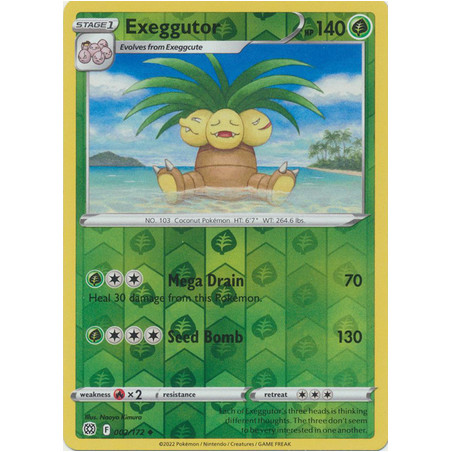 STAGE 1
Exeggutor
HP 140
Evolves from Exeggcute
NO. 103 Coconut Pokémon HT: 6'7" WT: 264.6 lbs.
Mega Drain 70
Heal 30 damage from this Pokémon.
Seed Bomb 130
weakness ×2 resistance retreat
Illus. Naoyo Kimura
F 002/172
Each of Exeggutor's three heads is thinking
different thoughts. The three don't seem to
be very interested in one another.
©2022 Pokémon / Nintendo / Creatures / GAME FREAK